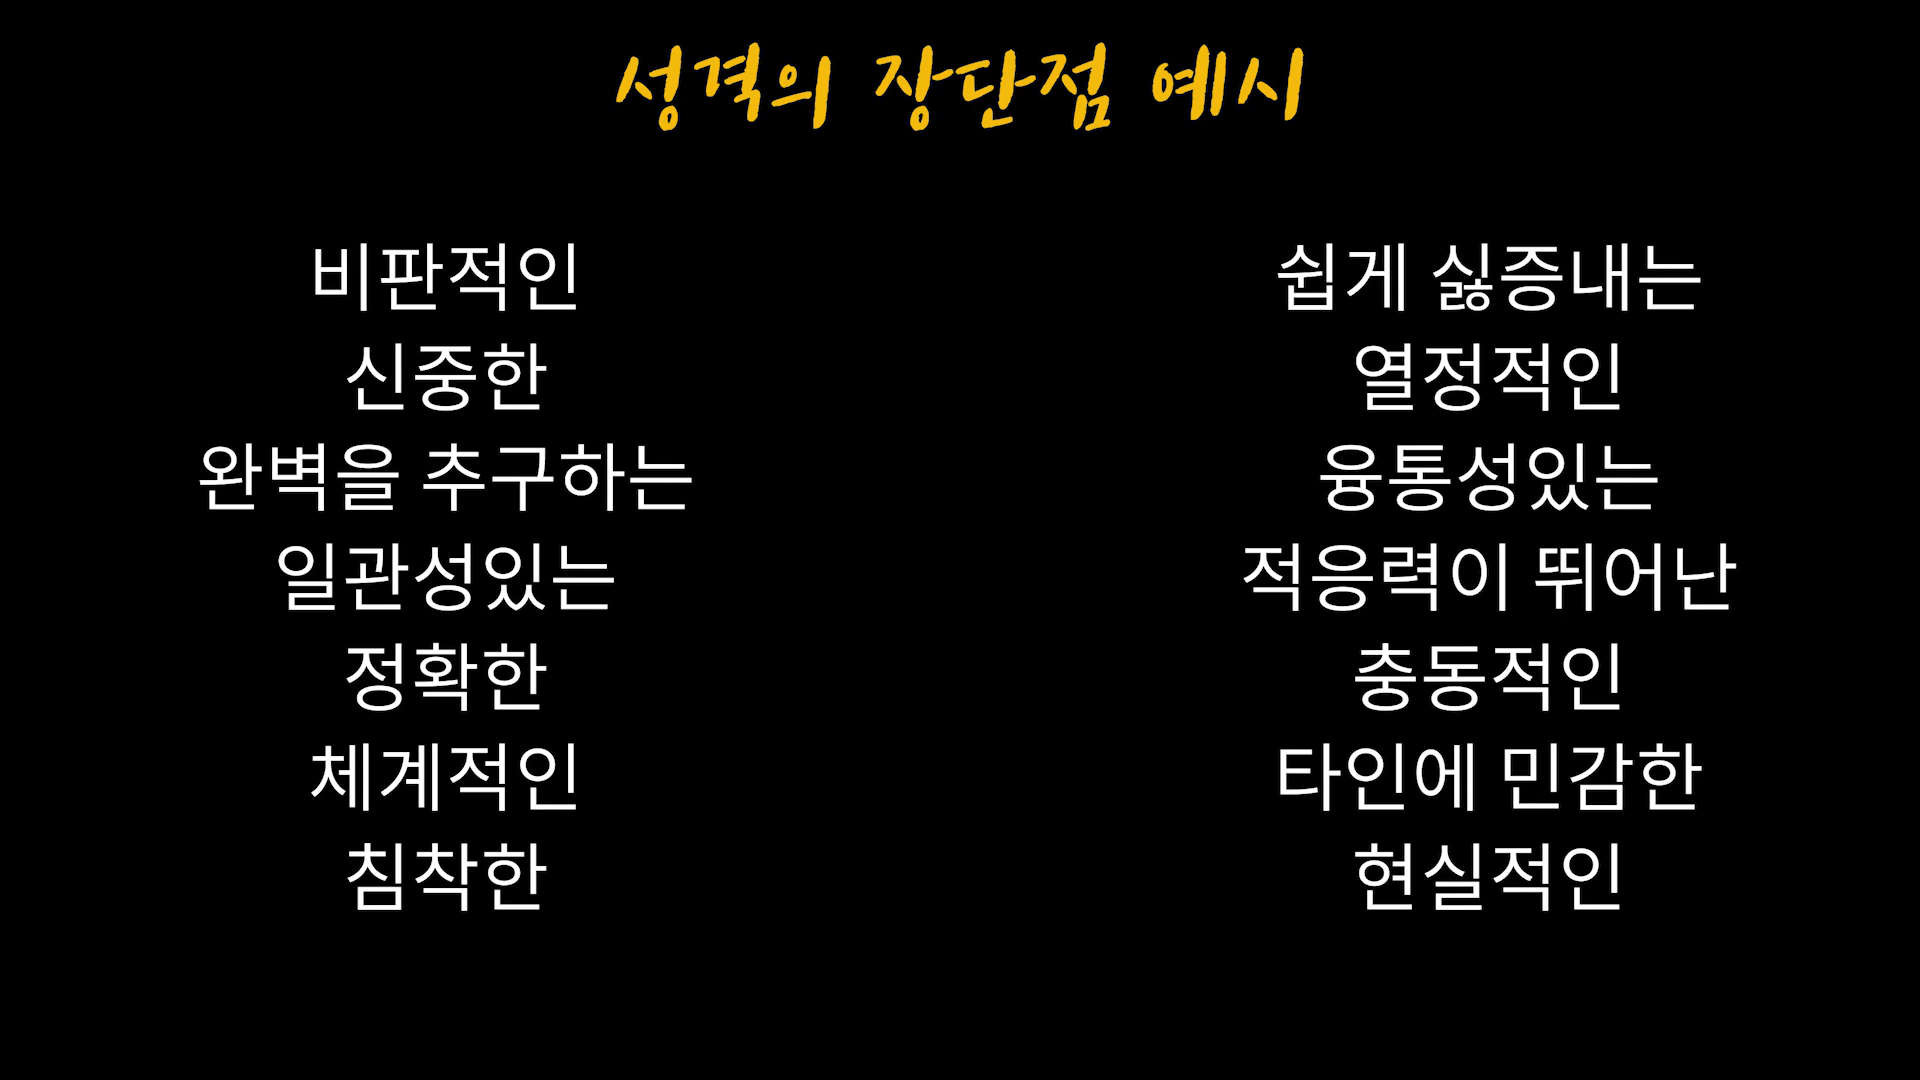 성격의 장단점 예시
비판적인
신중한
완벽을 추구하는
일관성있는
정확한
체계적인
침착한
쉽게 싫증내는
열정적인
융통성있는
적응력이 뛰어난
충동적인
타인에 민감한
현실적인